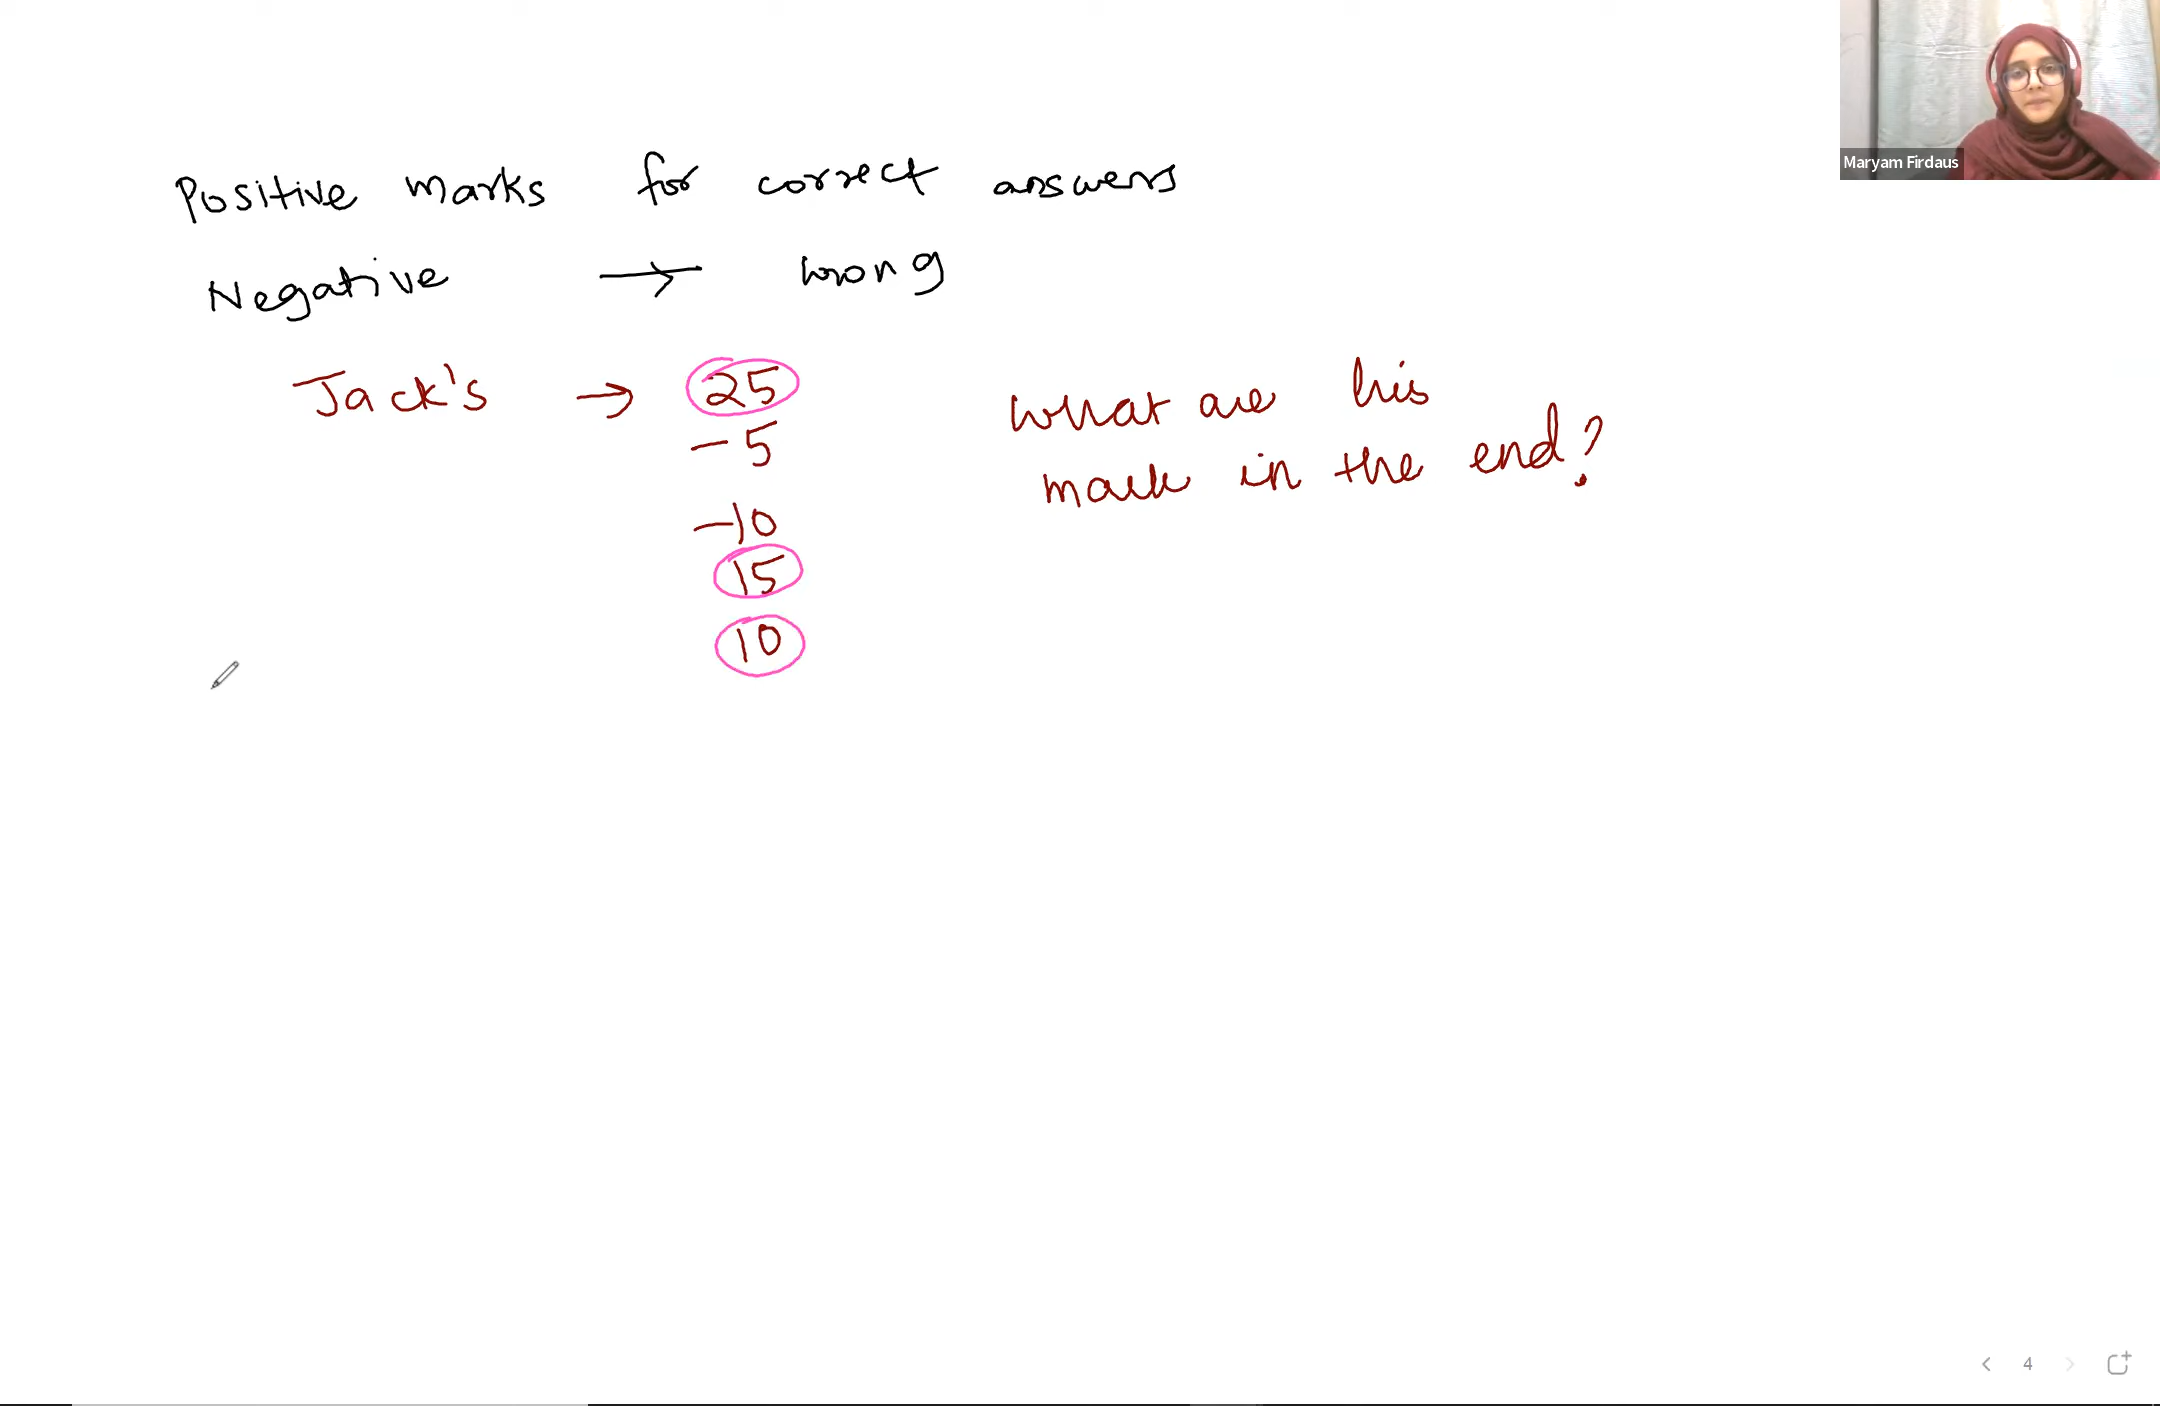 Maryam Firdaus
Positive marks for correct answers
Negative → wrong
Jack's → 25
-5
-10
15
10
What are his
mark in the end?
4